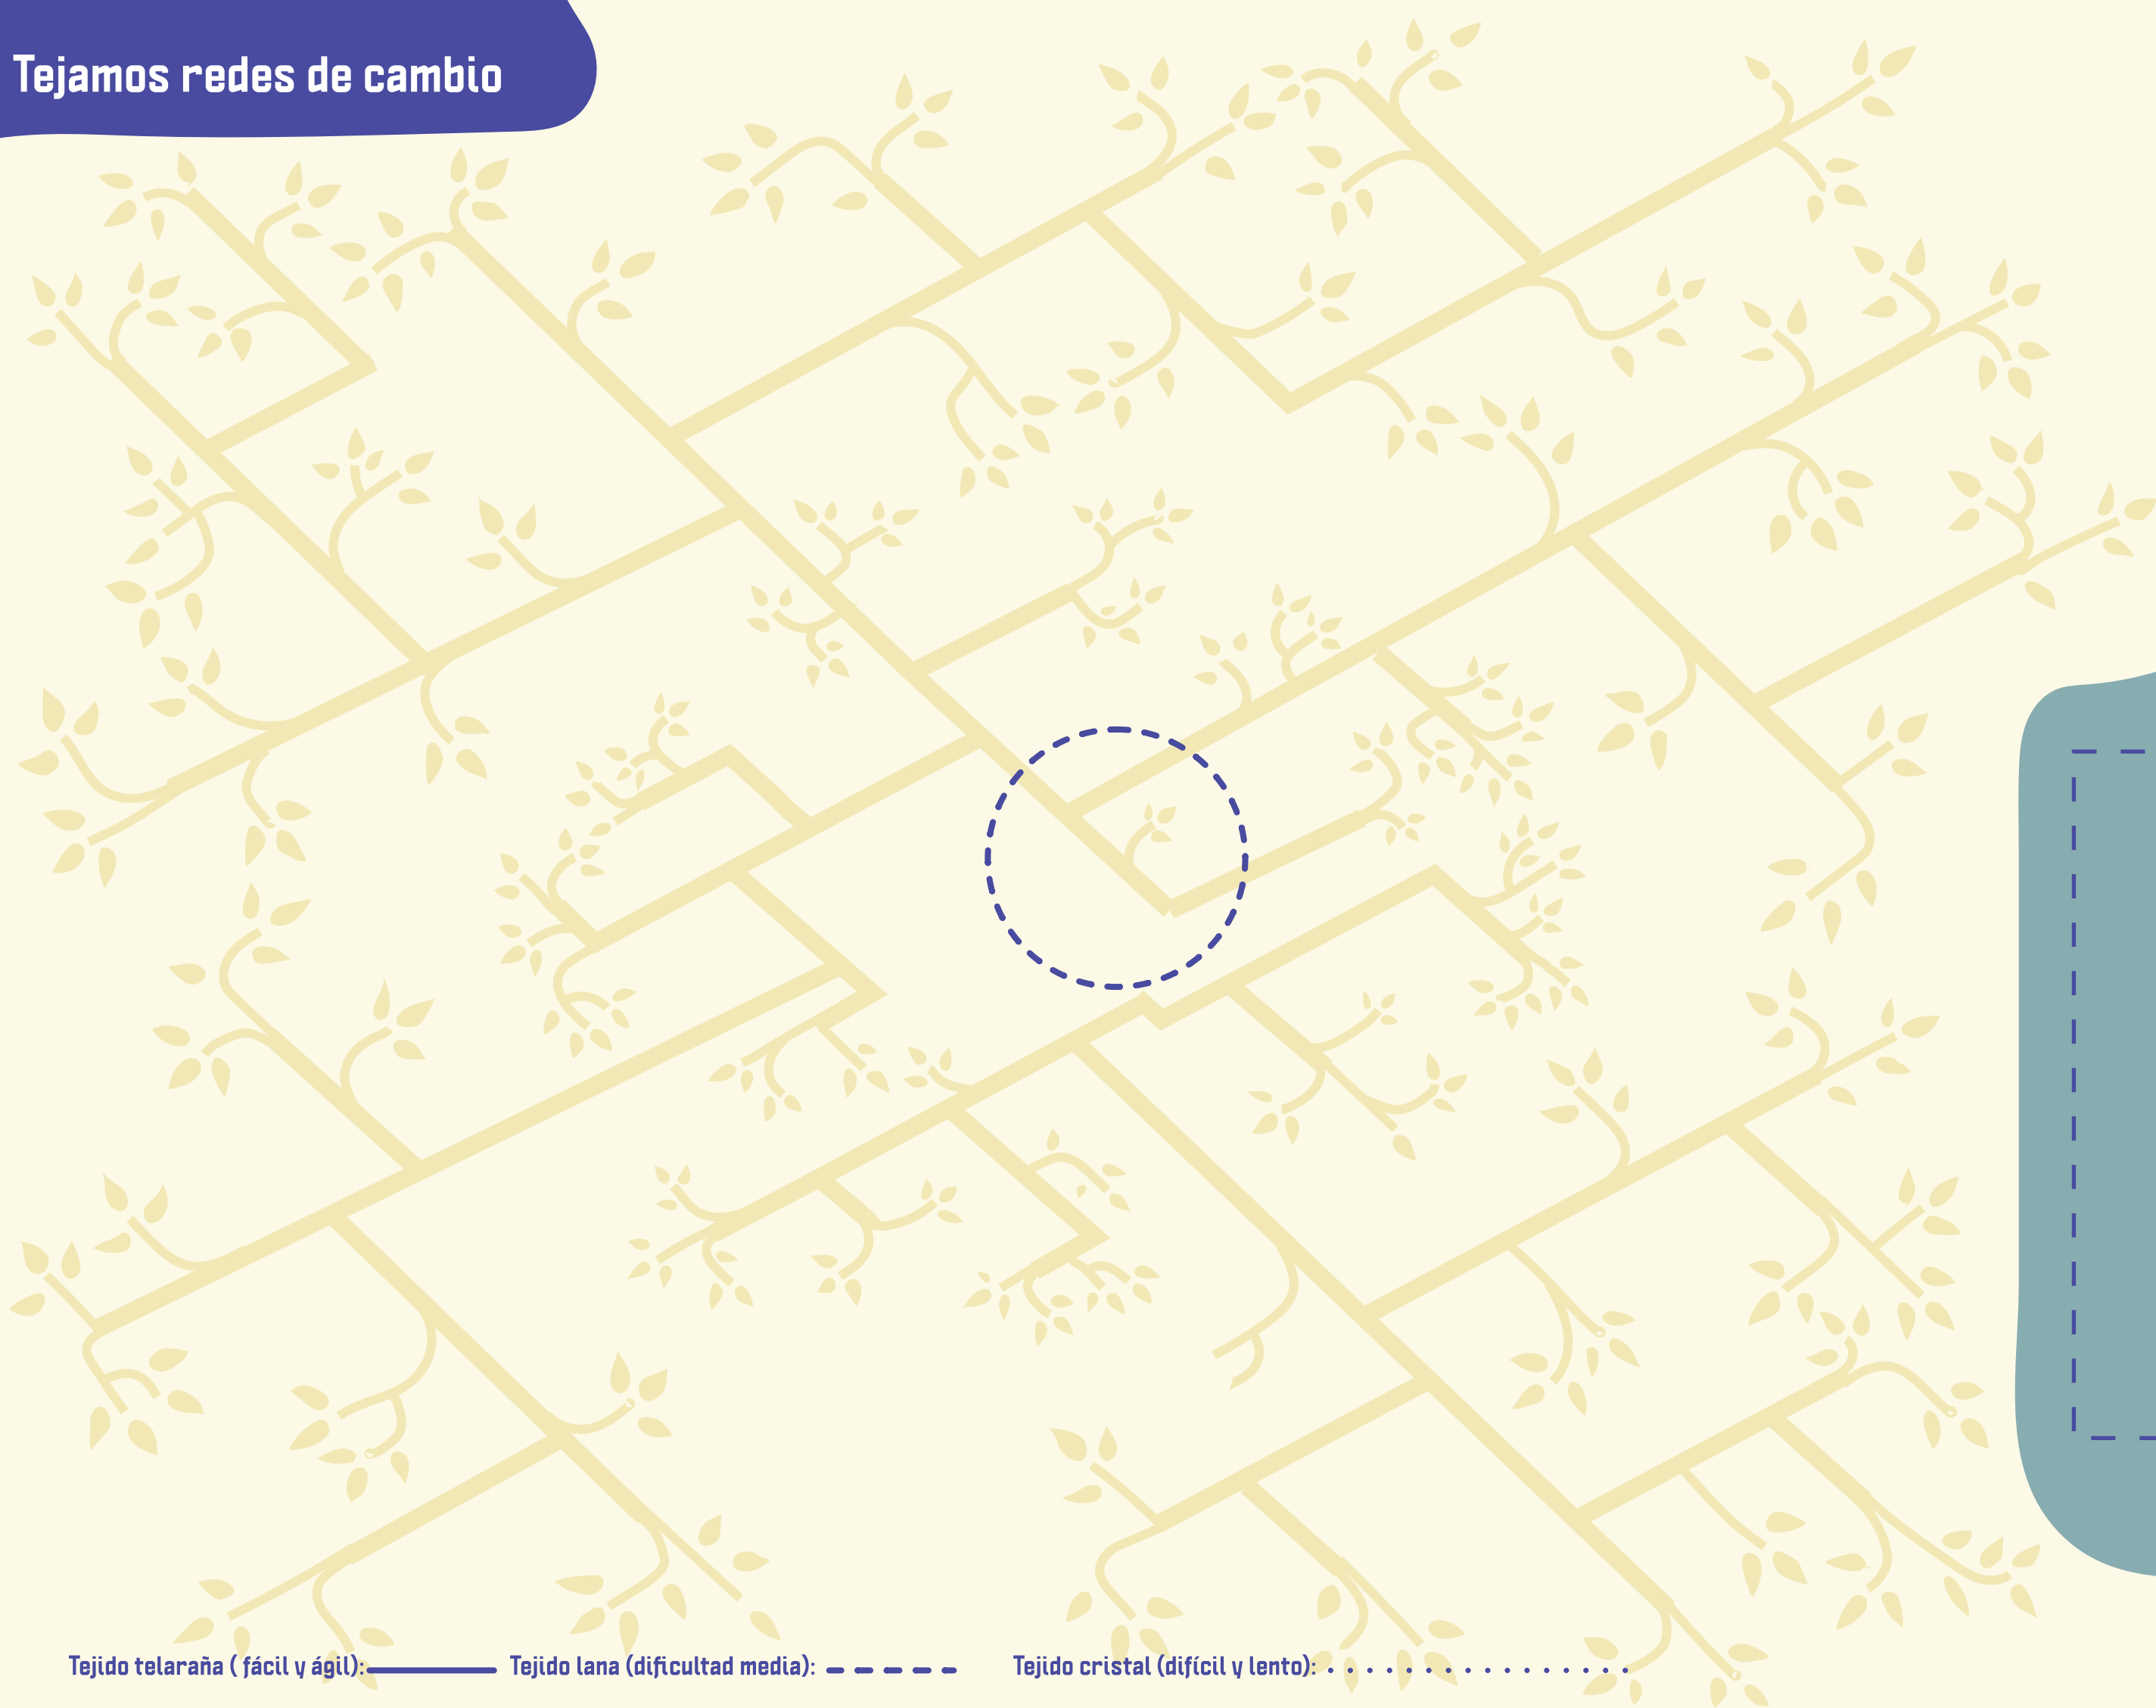 Tejamos redes de cambio
Tejido telaraña ( fácil y ágil):
Tejido lana (dificultad media):
Tejido cristal (difícil y lento):